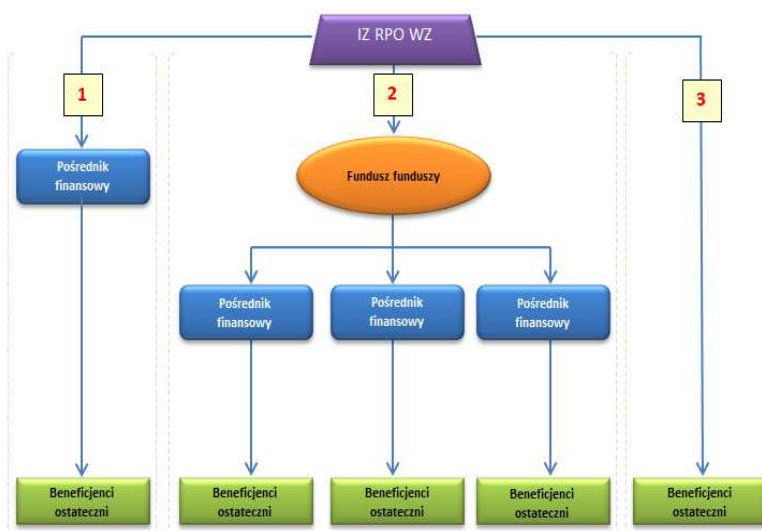 IZ RPO WZ
1
2
3
Pośrednik
finansowy
Fundusz funduszy
Pośrednik
finansowy
Pośrednik
finansowy
Pośrednik
finansowy
Beneficjenci
ostateczni
Beneficjenci
ostateczni
Beneficjenci
ostateczni
Beneficjenci
ostateczni
Beneficjenci
ostateczni